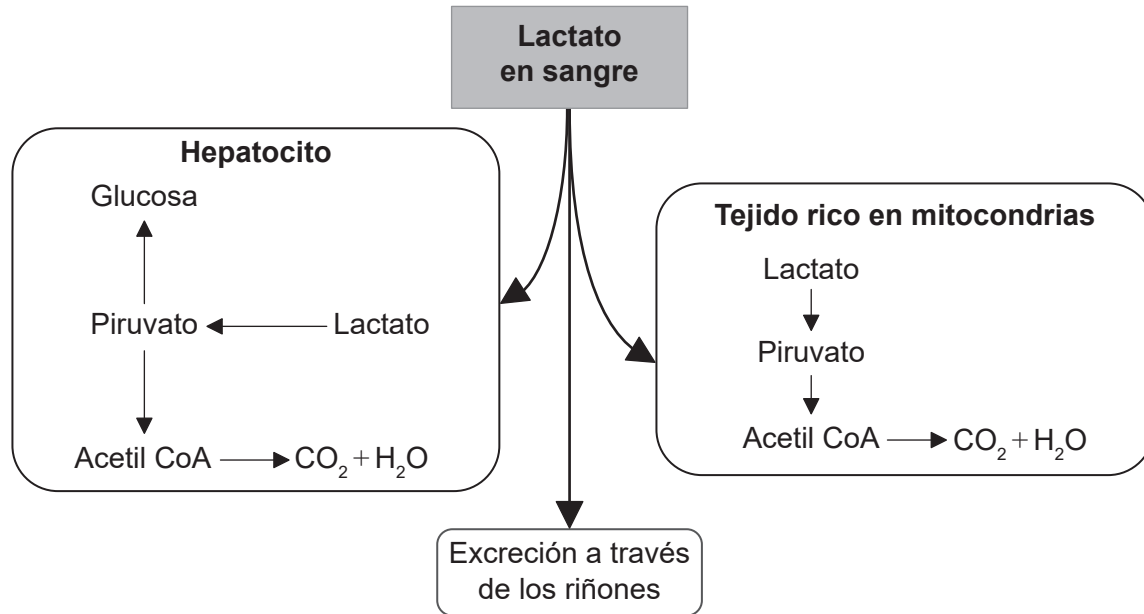 Lactato
en sangre
Hepatocito
Glucosa
Piruvato
Lactato
Acetil CoA
CO₂ + H₂O
Tejido rico en mitocondrias
Lactato
Piruvato
Acetil CoA
CO₂ + H₂O
Excreción a través
de los riñones